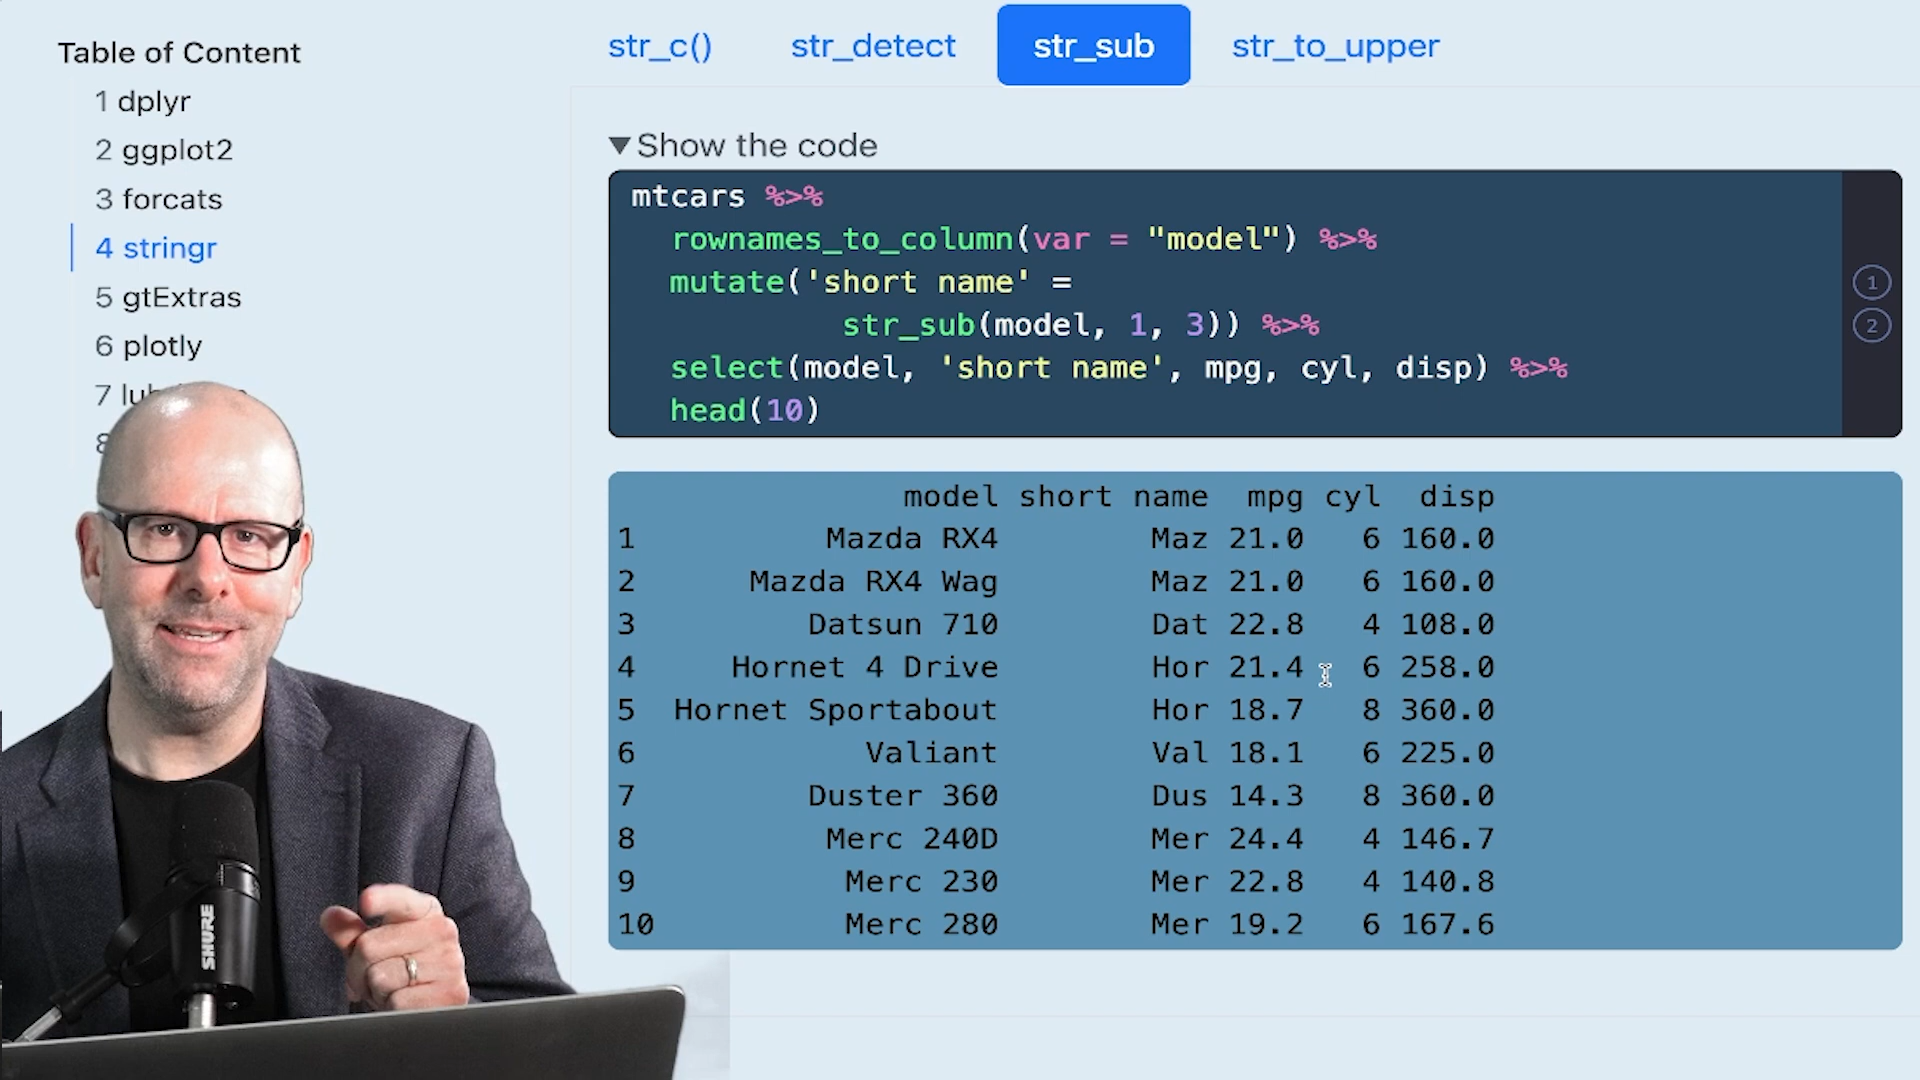 Table of Content
1 dplyr
2 ggplot2
3 forcats
4 stringr
5 gtExtras
6 plotly
7
str_c()
str_detect
str_sub
str_to_upper
▼Show the code
mtcars %>%
rownames_to_column(var = "model") %>%
mutate('short name' =
str_sub(model, 1, 3)) %>%
select(model, 'short name', mpg, cyl, disp) %>%
head(10)
1
2
model short name mpg cyl disp
1 Mazda RX4 Maz 21.0 6 160.0
2 Mazda RX4 Wag Maz 21.0 6 160.0
3 Datsun 710 Dat 22.8 4 108.0
4 Hornet 4 Drive Hor 21.4 6 258.0
5 Hornet Sportabout Hor 18.7 8 360.0
6 Valiant Val 18.1 6 225.0
7 Duster 360 Dus 14.3 8 360.0
8 Merc 240D Mer 24.4 4 146.7
9 Merc 230 Mer 22.8 4 140.8
10 Merc 280 Mer 19.2 6 167.6
SHURE